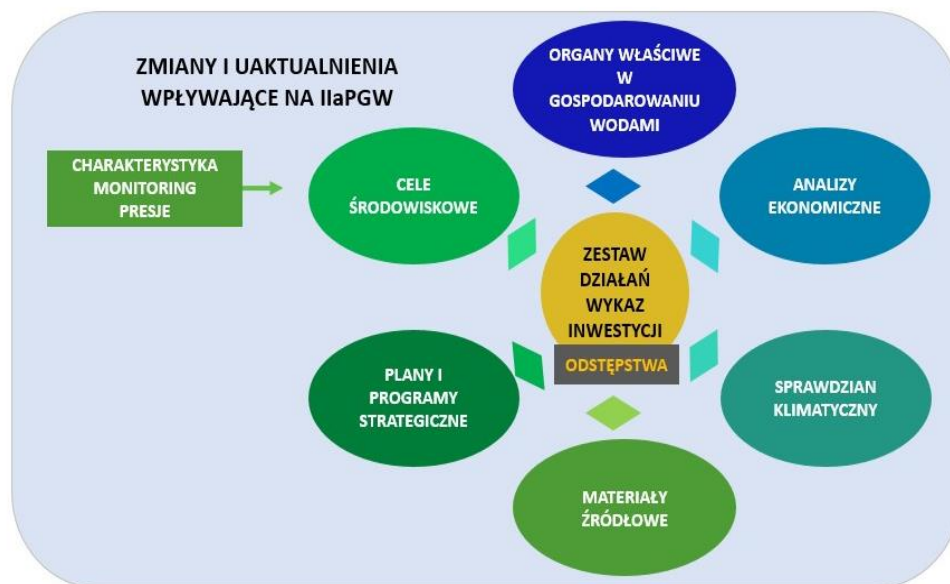 ZMIANY I UAKTUALNIENIA
WPŁYWAJĄCE NA IIaPGW
ORGANY WŁAŚCIWE
W
GOSPODAROWANIU
WODAMI
CHARAKTERYSTYKA
MONITORING
PRESJE
CELE
ŚRODOWISKOWE
ANALIZY
EKONOMICZNE
ZESTAW
DZIAŁAŃ
WYKAZ
INWESTYCJI
ODSTĘPSTWA
PLANY I
PROGRAMY
STRATEGICZNE
SPRAWDZIAN
KLIMATYCZNY
MATERIAŁY
ŹRÓDŁOWE